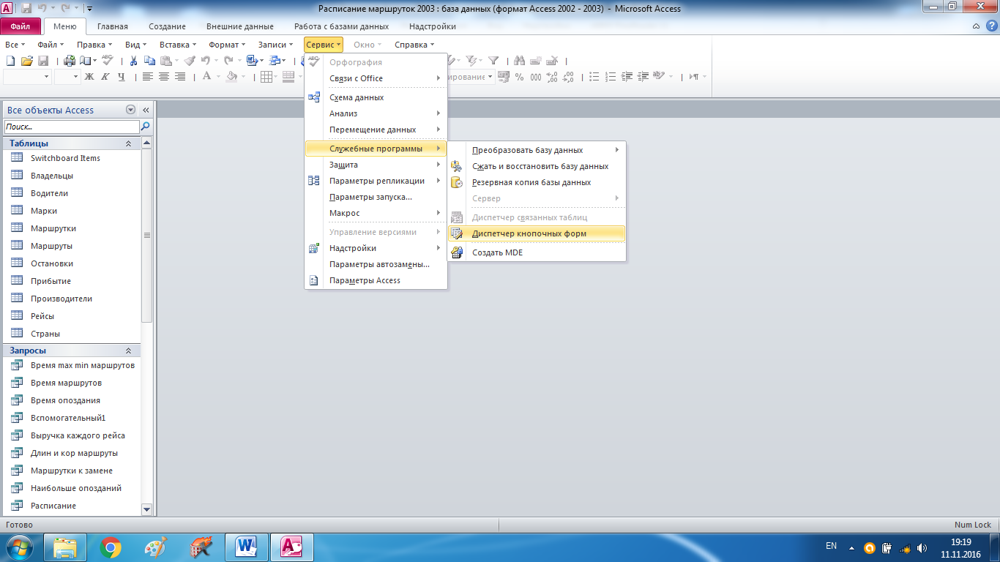 Расписание маршруток 2003 : база данных (формат Access 2002 - 2003) - Microsoft Access
Файл Меню Главная Создание Внешние данные Работа с базами данных Надстройки
Все Файл Правка Вид Вставка Формат Записи Сервис Окно Справка
Ж К Ч % 000
Все объекты Access
Поиск...
Таблицы
Switchboard Items
Владельцы
Водители
Марки
Маршрутки
Маршруты
Остановки
Прибытие
Производители
Рейсы
Страны
Запросы
Время max min маршрутов
Время маршрутов
Время опоздания
Вспомогательный1
Выручка каждого рейса
Длин и кор маршруты
Маршрутки к замене
Наибольше опозданий
Расписание
Орфография
Связи с Office
Схема данных
Анализ
Перемещение данных
Служебные программы
Защита
Параметры репликации
Параметры запуска...
Макрос
Управление версиями
Надстройки
Параметры автозамены...
Параметры Access
Преобразовать базу данных
Сжать и восстановить базу данных
Резервная копия базы данных
Сервер
Диспетчер связанных таблиц
Диспетчер кнопочных форм
Создать MDE
Готово Num Lock
EN 19:19
11.11.2016